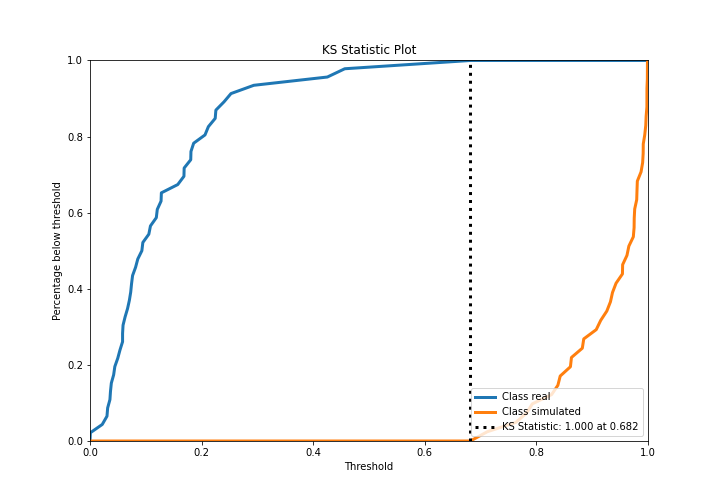 KS Statistic Plot
Percentage below threshold
1.0
0.8
0.6
0.4
0.2
0.0
0.0 0.2 0.4 0.6 0.8 1.0
Threshold
Class real
Class simulated
KS Statistic: 1.000 at 0.682